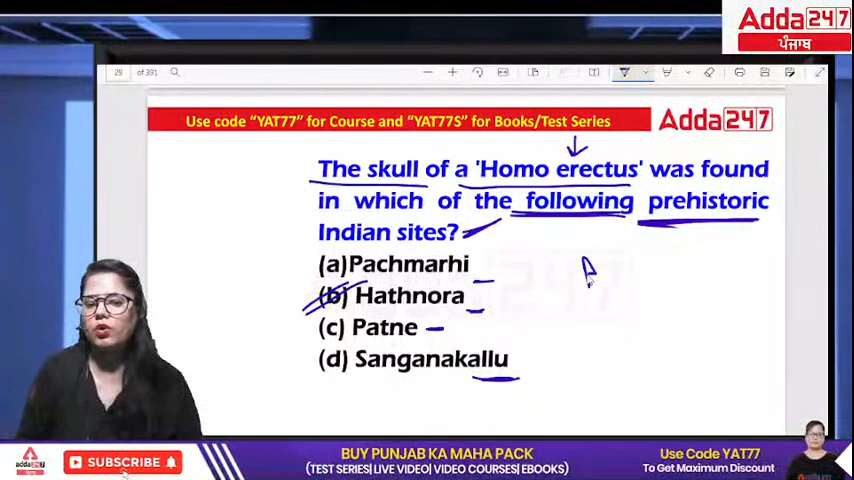 Adda247
ਪੰਜਾਬ
29 of 391
Use code “YAT77” for Course and “YAT77S” for Books/Test Series
Adda247
The skull of a 'Homo erectus' was found
in which of the following prehistoric
Indian sites?
(a)Pachmarhi
(b) Hathnora
(c) Patne
(d) Sanganakallu
adda247
SUBSCRIBE
BUY PUNJAB KA MAHA PACK
(TEST SERIES| LIVE VIDEO| VIDEO COURSES| EBOOKS)
Use Code YAT77
To Get Maximum Discount